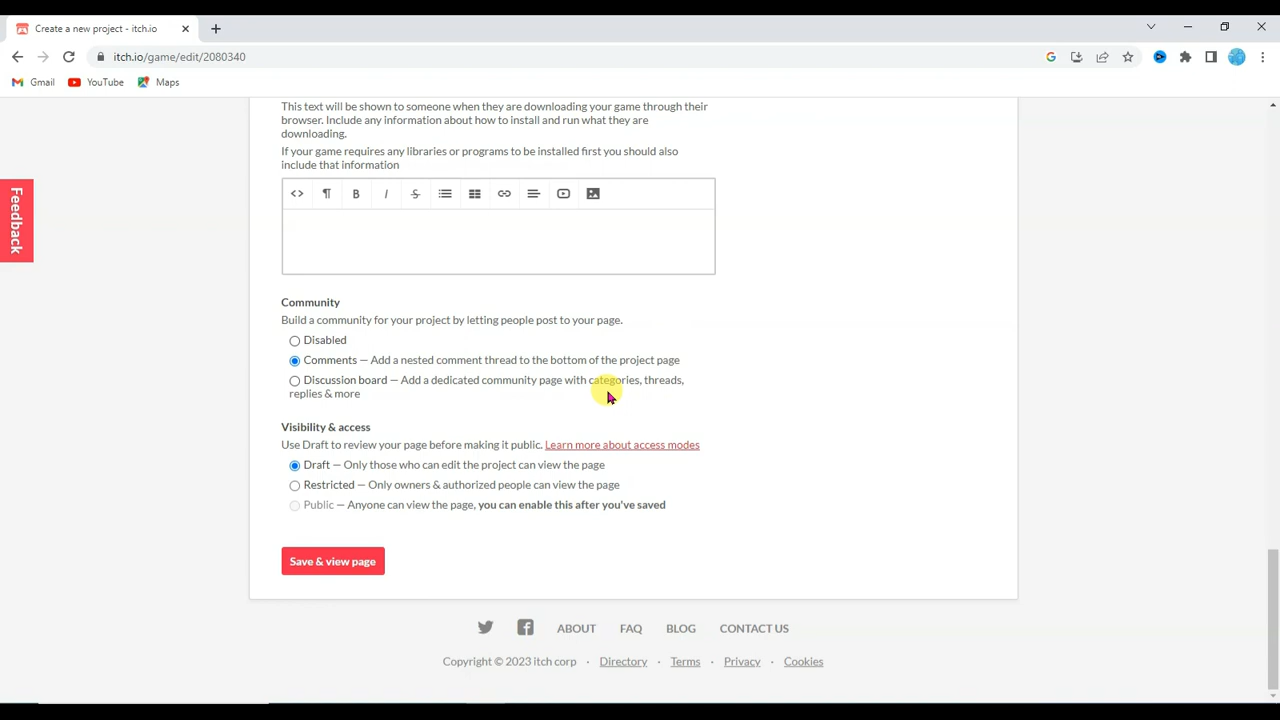 Create a new project - itch.io
itch.io/game/edit/2080340
Gmail YouTube Maps
This text will be shown to someone when they are downloading your game through their
browser. Include any information about how to install and run what they are
downloading.
If your game requires any libraries or programs to be installed first you should also
include that information
Feedback
Community
Build a community for your project by letting people post to your page.
Disabled
Comments — Add a nested comment thread to the bottom of the project page
Discussion board — Add a dedicated community page with categories, threads,
replies & more
Visibility & access
Use Draft to review your page before making it public. Learn more about access modes
Draft — Only those who can edit the project can view the page
Restricted — Only owners & authorized people can view the page
Public — Anyone can view the page, you can enable this after you've saved
Save & view page
ABOUT FAQ BLOG CONTACT US
Copyright © 2023 itch corp · Directory · Terms · Privacy · Cookies